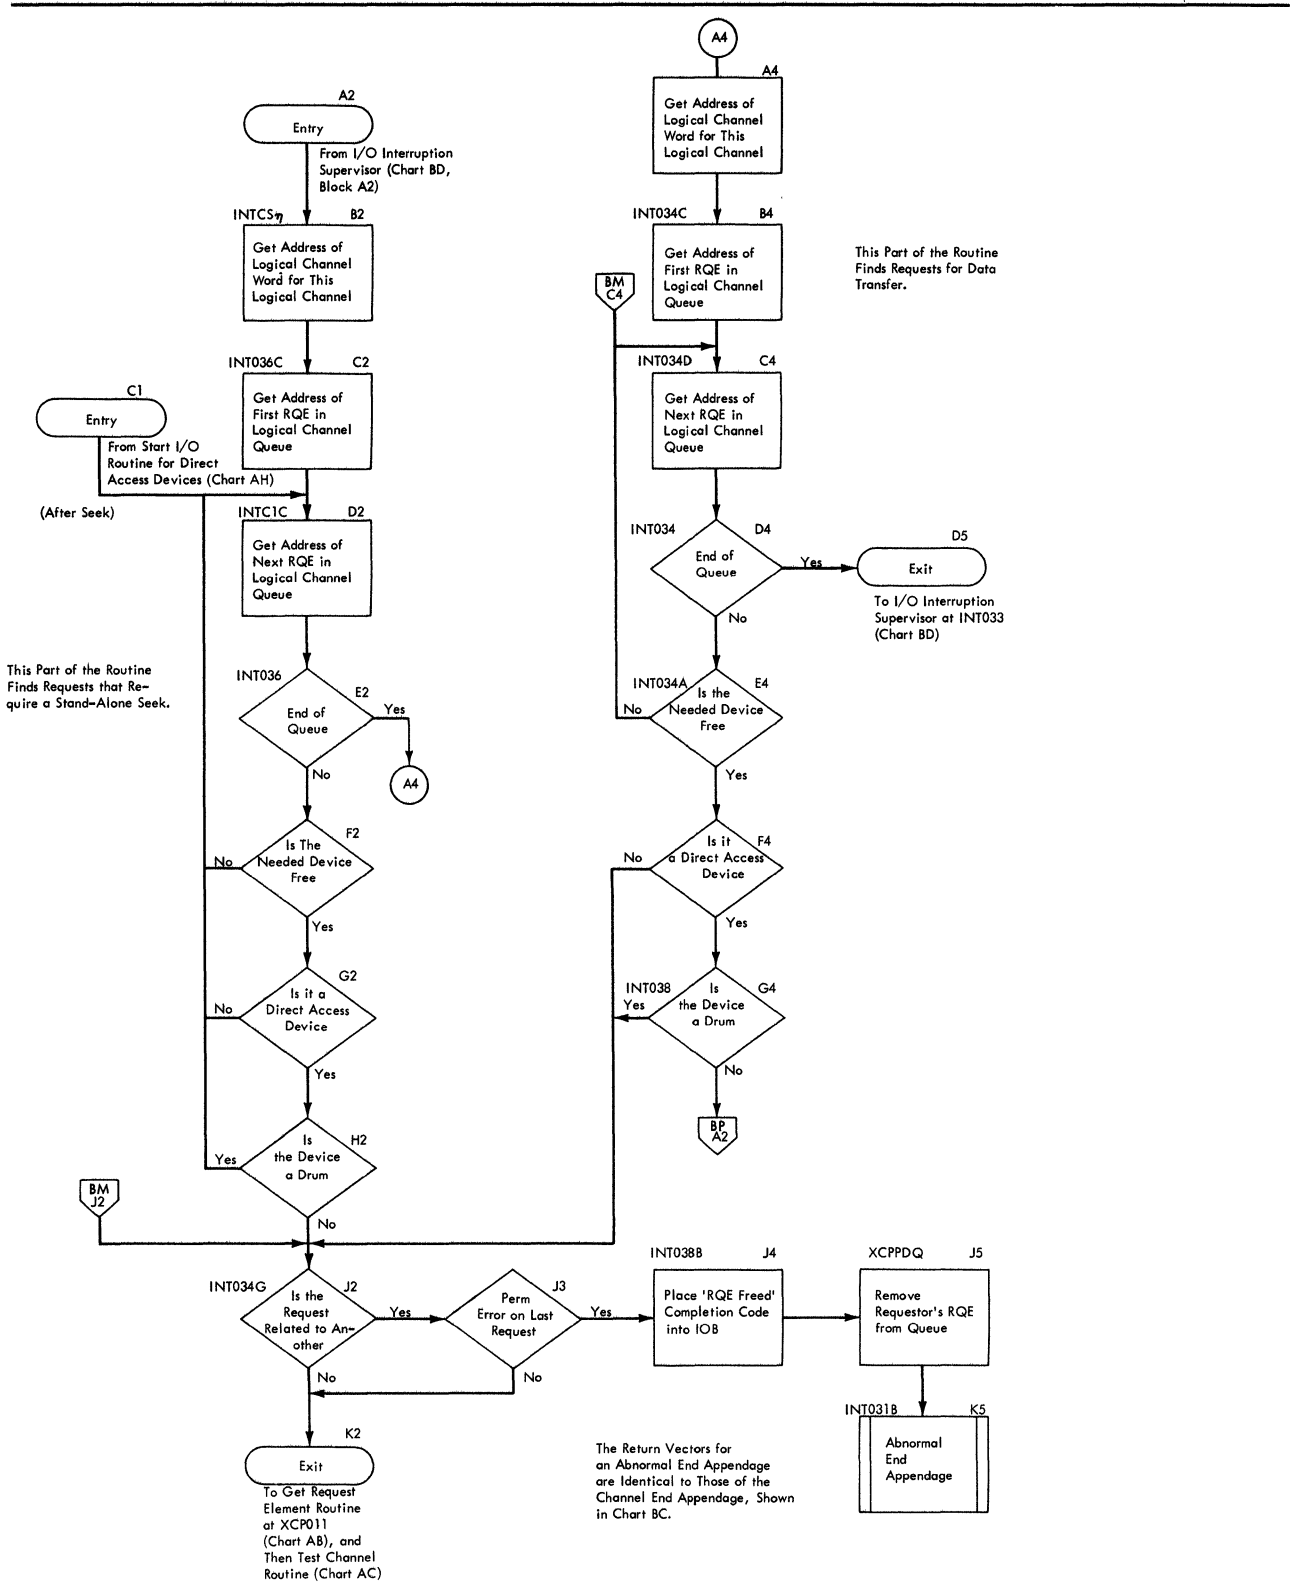 A4
A4
Get Address of
Logical Channel
Word for This
Logical Channel
A2
Entry
From I/O Interruption
Supervisor (Chart BD,
Block A2)
INTCSη
B2
Get Address of
Logical Channel
Word for This
Logical Channel
INT034C
B4
Get Address of
First RQE in
Logical Channel
Queue
This Part of the Routine
Finds Requests for Data
Transfer.
BM
C4
INT036C
C2
Get Address of
First RQE in
Logical Channel
Queue
INT034D
C4
Get Address of
Next RQE in
Logical Channel
Queue
C1
Entry
From Start I/O
Routine for Direct
Access Devices (Chart AH)
(After Seek)
INTC1C
D2
Get Address of
Next RQE in
Logical Channel
Queue
INT034
D4
End of
Queue
Yes
D5
Exit
To I/O Interruption
Supervisor at INT033
(Chart BD)
No
This Part of the Routine
Finds Requests that Re-
quire a Stand-Alone Seek.
INT036
E2
End of
Queue
Yes
A4
No
INT034A
E4
Is the
Needed Device
Free
No
Yes
F2
Is The
Needed Device
Free
No
Yes
F4
Is it
a Direct Access
Device
No
Yes
G2
Is it a
Direct Access
Device
No
Yes
INT038
G4
Is
the Device
a Drum
Yes
No
BP
A2
H2
Is
the Device
a Drum
Yes
No
BM
J2
INT034G
J2
Is the
Request
Related to An-
other
Yes
No
J3
Perm
Error on Last
Request
Yes
No
INT038B
J4
Place 'RQE Freed'
Completion Code
into IOB
XCPPDQ
J5
Remove
Requestor's RQE
from Queue
INT031B
K5
Abnormal
End
Appendage
K2
Exit
To Get Request
Element Routine
at XCP011
(Chart AB), and
Then Test Channel
Routine (Chart AC)
The Return Vectors for
an Abnormal End Appendage
are Identical to Those of the
Channel End Appendage, Shown
in Chart BC.